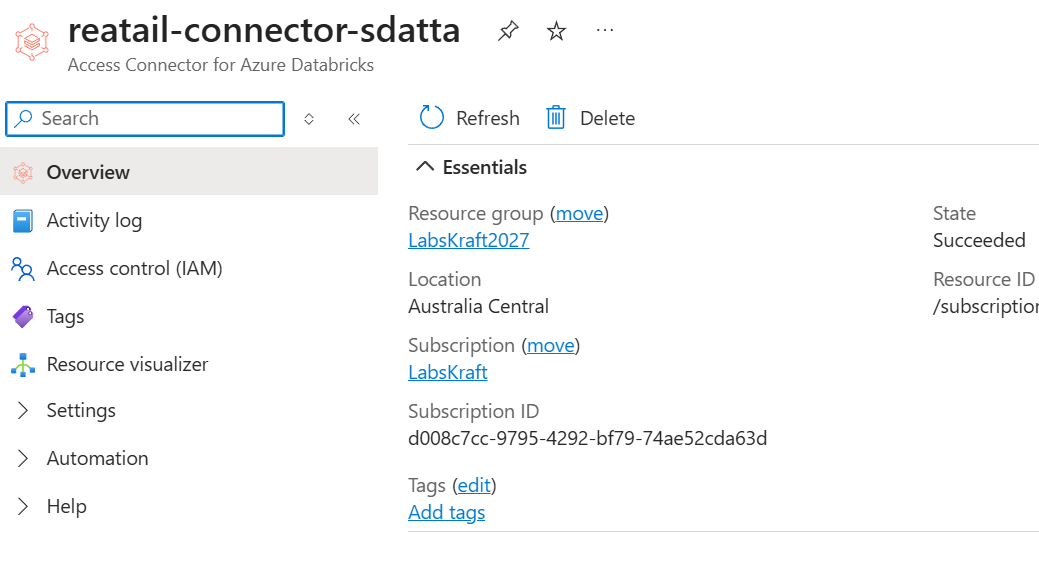 reatail-connector-sdatta
Access Connector for Azure Databricks
Search
Overview
Activity log
Access control (IAM)
Tags
Resource visualizer
Settings
Automation
Help
Refresh
Delete
Essentials
Resource group (move)
LabsKraft2027
Location
Australia Central
Subscription (move)
LabsKraft
Subscription ID
d008c7cc-9795-4292-bf79-74ae52cda63d
Tags (edit)
Add tags
State
Succeeded
Resource ID
/subscription